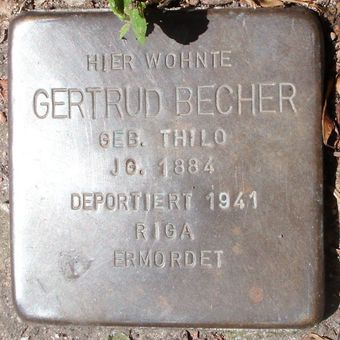 HIER WOHNTE
GERTRUD BECHER
GEB. THILO
JG. 1884
DEPORTIERT 1941
RIGA
ERMORDET